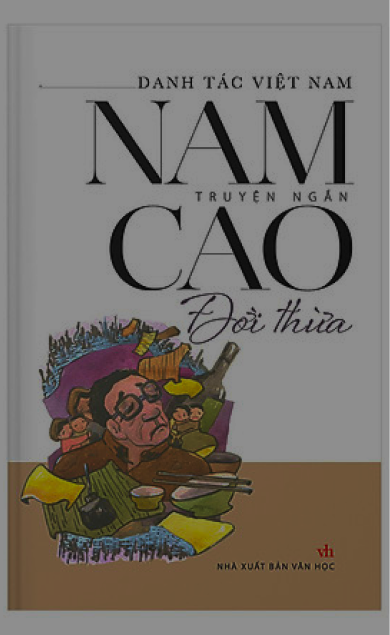 DANH TÁC VIỆT NAM
NAM
TRUYỆN NGẮN
CAO
Đời thừa
vh
NHÀ XUẤT BẢN VĂN HỌC